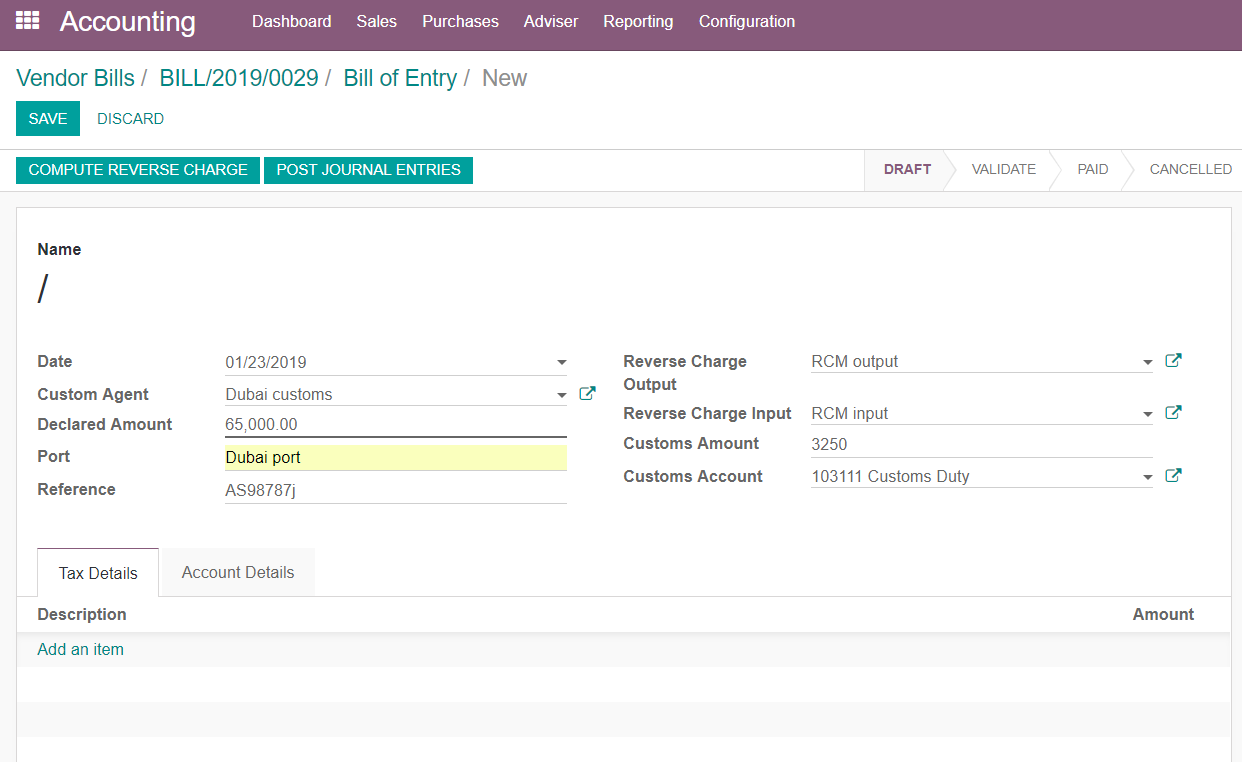 Accounting Dashboard Sales Purchases Adviser Reporting Configuration
Vendor Bills / BILL/2019/0029 / Bill of Entry / New
SAVE DISCARD
COMPUTE REVERSE CHARGE POST JOURNAL ENTRIES DRAFT VALIDATE PAID CANCELLED
Name
/
Date 01/23/2019
Custom Agent Dubai customs
Declared Amount 65,000.00
Port Dubai port
Reference AS98787j
Reverse Charge Output RCM output
Reverse Charge Input RCM input
Customs Amount 3250
Customs Account 103111 Customs Duty
Tax Details Account Details
Description Amount
Add an item